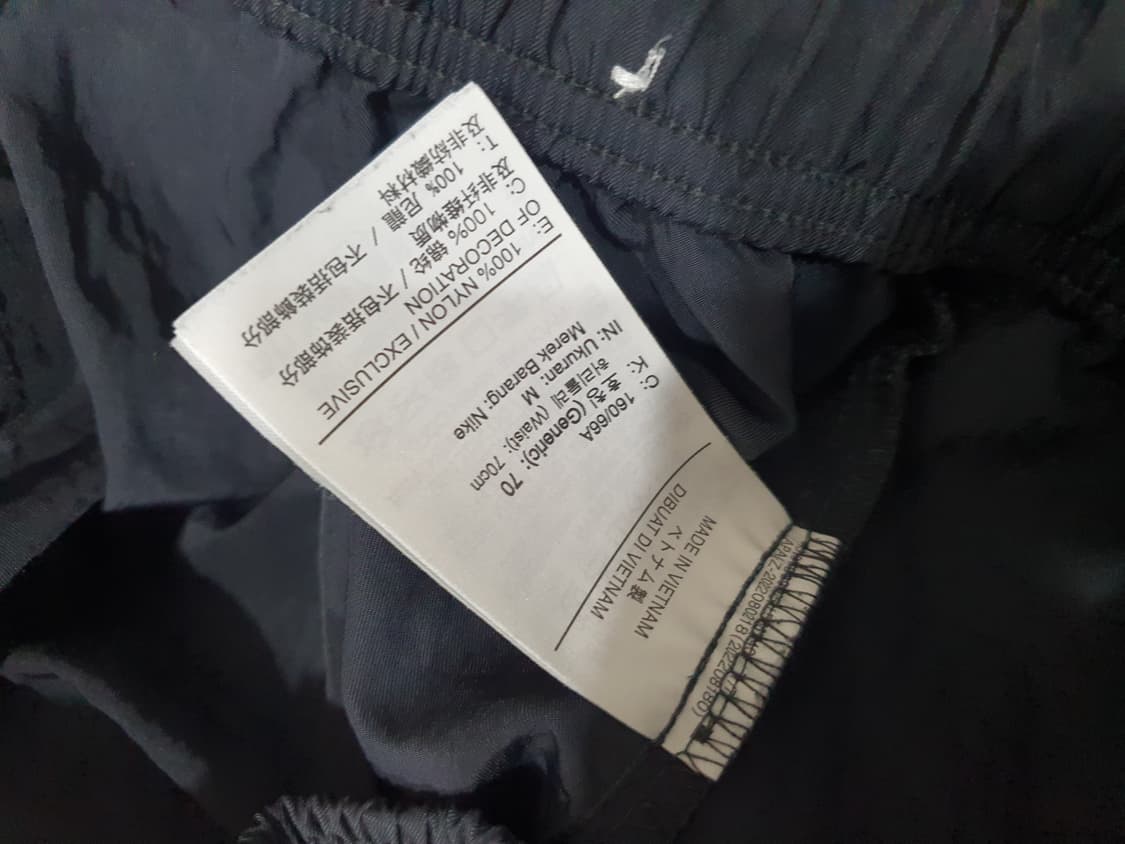 MADE IN VIETNAM
ベトナム製
DIBUAT DI VIETNAM
C: 160/66A
K: 호칭 (Generic): 70
허리둘레 (Waist): 70cm
IN: Ukuran: M
Merek Barang: Nike
E: 100% NYLON / EXCLUSIVE
OF DECORATION
C: 100% 锦纶 / 不包括装饰部分
及非纤维物质
T: 100% 尼龍 / 不包括裝飾部分
及非紡織材料